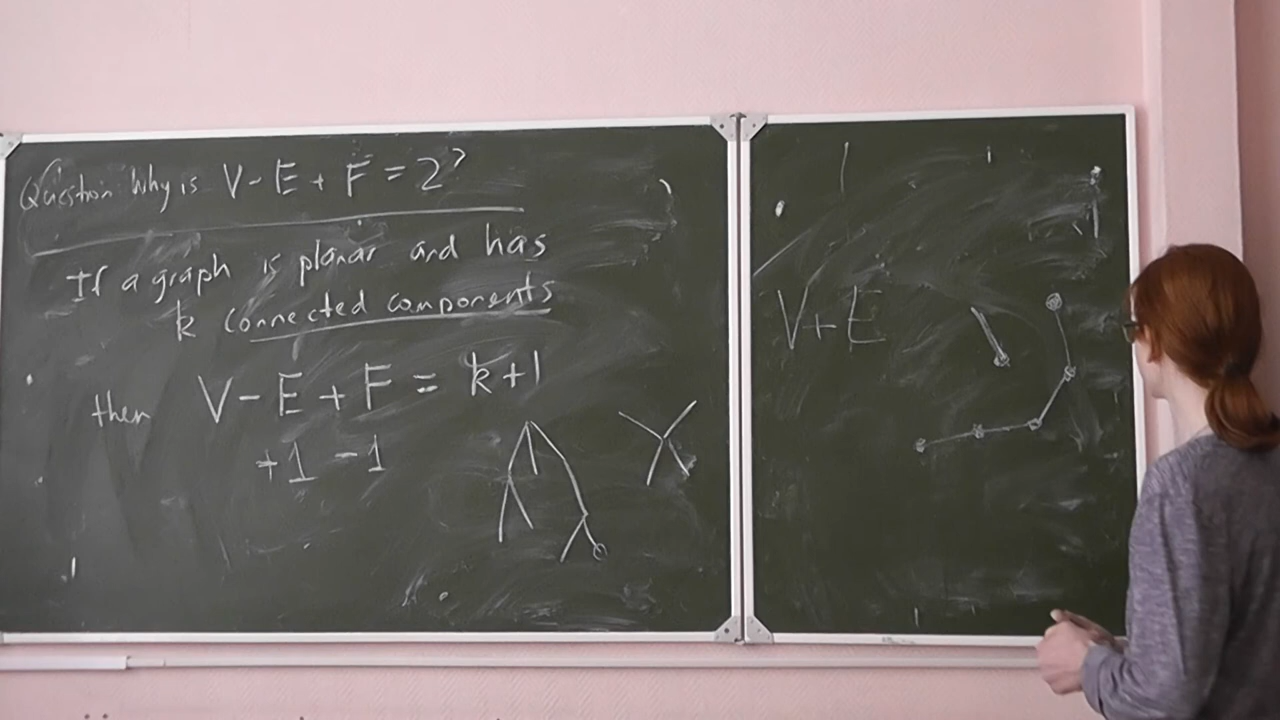 Question Why is V - E + F = 2?
If a graph is planar and has
k connected components
then V - E + F = k+1
+1 -1
V+E